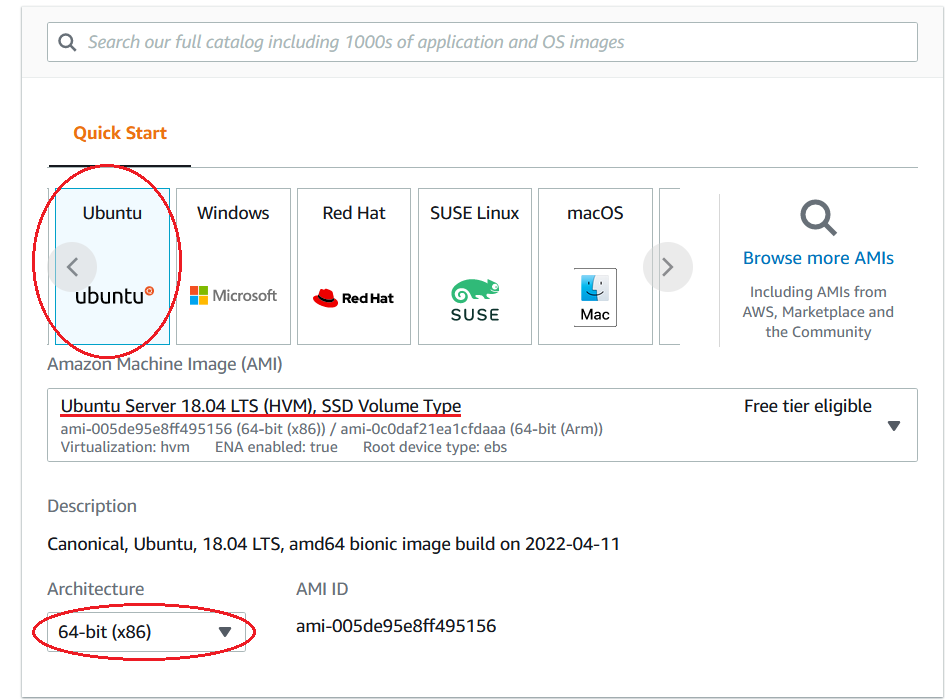 Search our full catalog including 1000s of application and OS images
Quick Start
Ubuntu
ubuntu
Windows
Microsoft
Red Hat
Red Hat
SUSE Linux
SUSE
macOS
Mac
Browse more AMIs
Including AMIs from
AWS, Marketplace and
the Community
Amazon Machine Image (AMI)
Ubuntu Server 18.04 LTS (HVM), SSD Volume Type
Free tier eligible
ami-005de95e8ff495156 (64-bit (x86)) / ami-0c0daf21ea1cfdaaa (64-bit (Arm))
Virtualization: hvm ENA enabled: true Root device type: ebs
Description
Canonical, Ubuntu, 18.04 LTS, amd64 bionic image build on 2022-04-11
Architecture
64-bit (x86)
AMI ID
ami-005de95e8ff495156